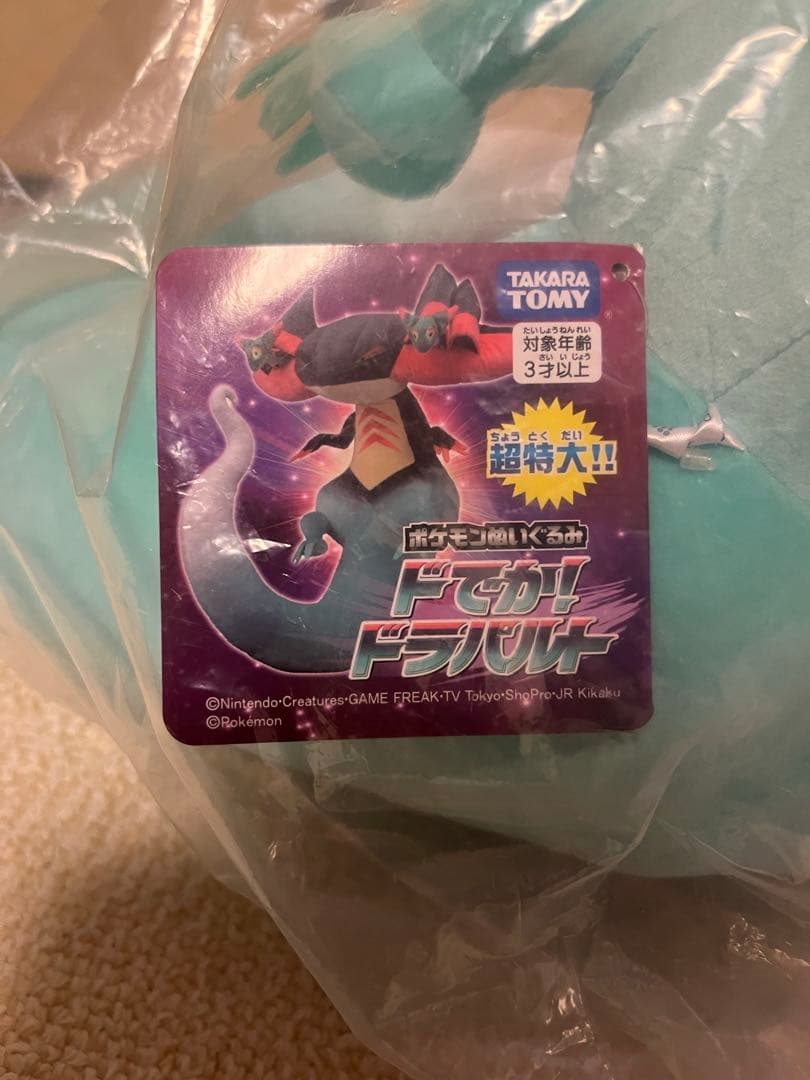 TAKARA
TOMY
®
たいしょうねんれい
対象年齢
さいいじょう
3才以上
ちょうとくだい
超特大!!
ポケモンぬいぐるみ
ドでか!
ドラパルト
©Nintendo・Creatures・GAME FREAK・TV Tokyo・ShoPro・JR Kikaku
©Pokémon